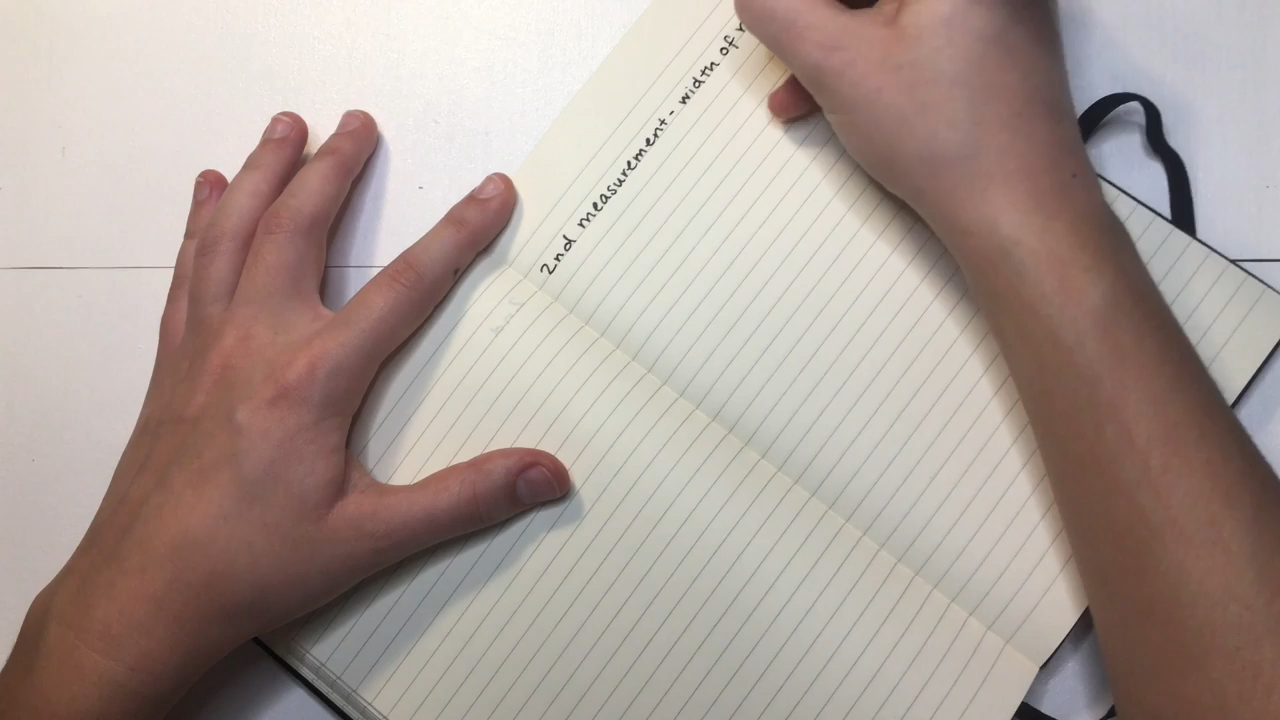 2nd measurement - width of